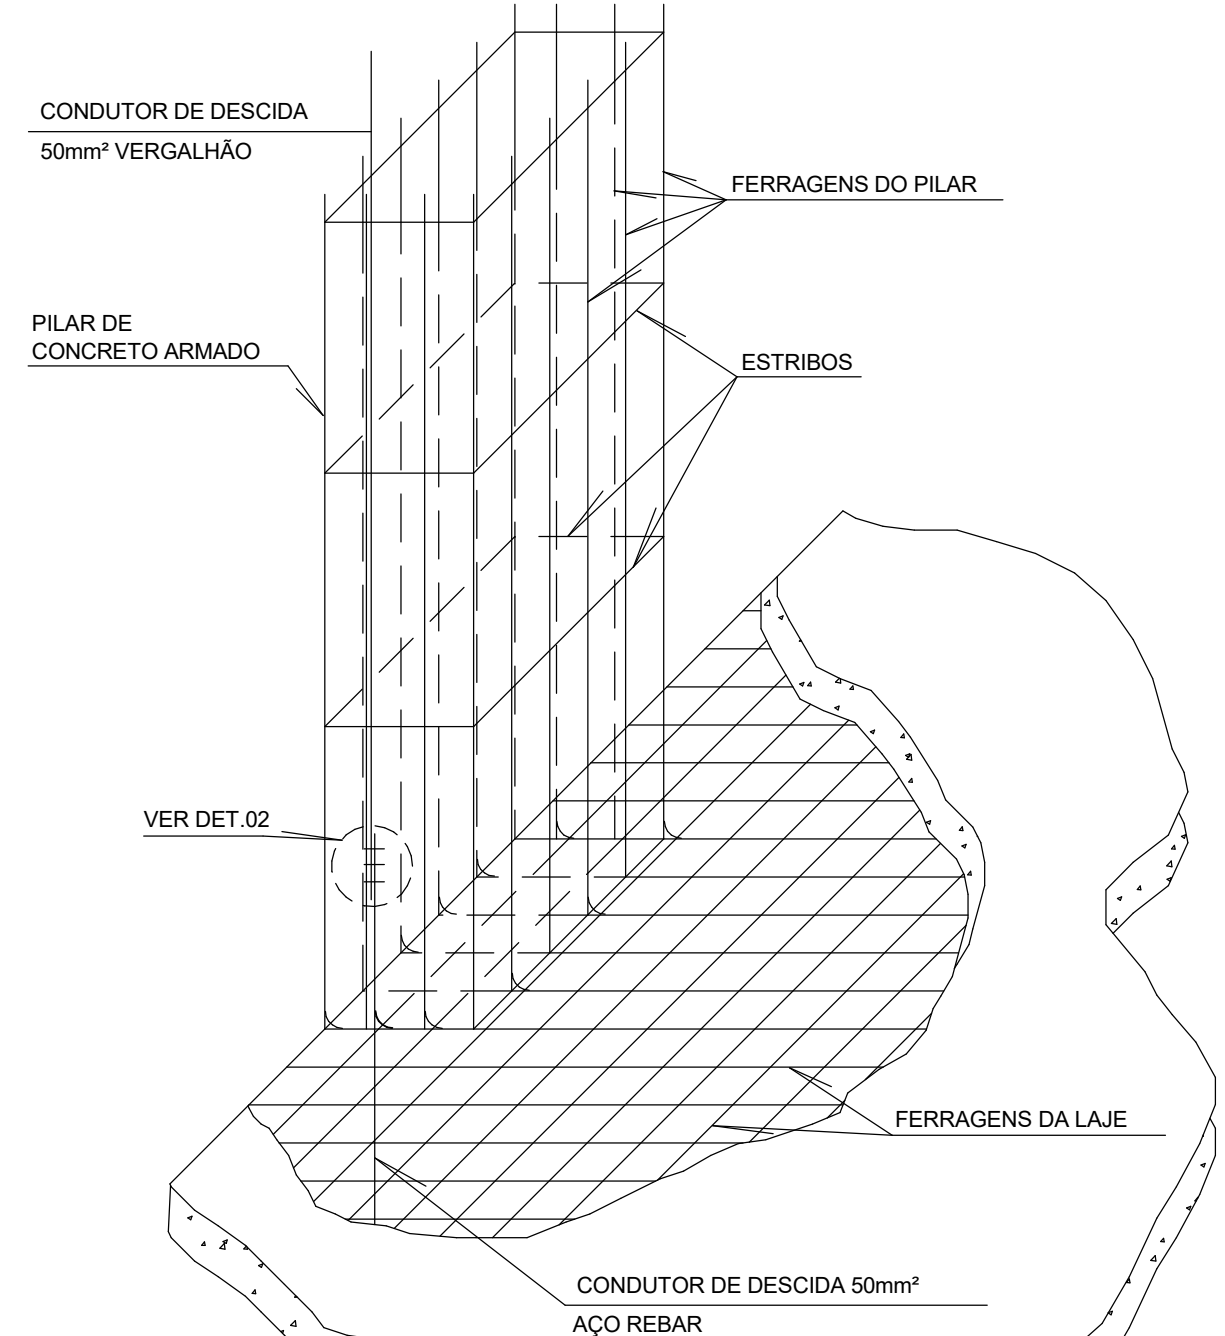 CONDUTOR DE DESCIDA
50mm² VERGALHÃO
FERRAGENS DO PILAR
PILAR DE
CONCRETO ARMADO
ESTRIBOS
VER DET.02
FERRAGENS DA LAJE
CONDUTOR DE DESCIDA 50mm²
AÇO REBAR